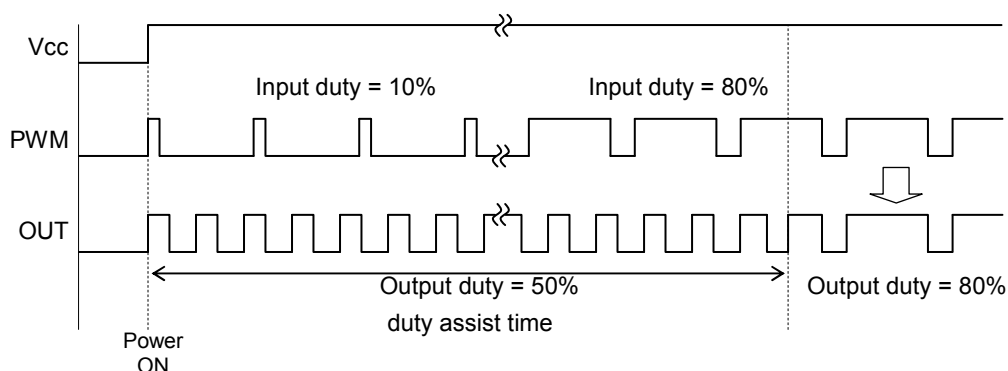 Vcc
Input duty = 10%
Input duty = 80%
PWM
OUT
Output duty = 50%
Output duty = 80%
duty assist time
Power
ON